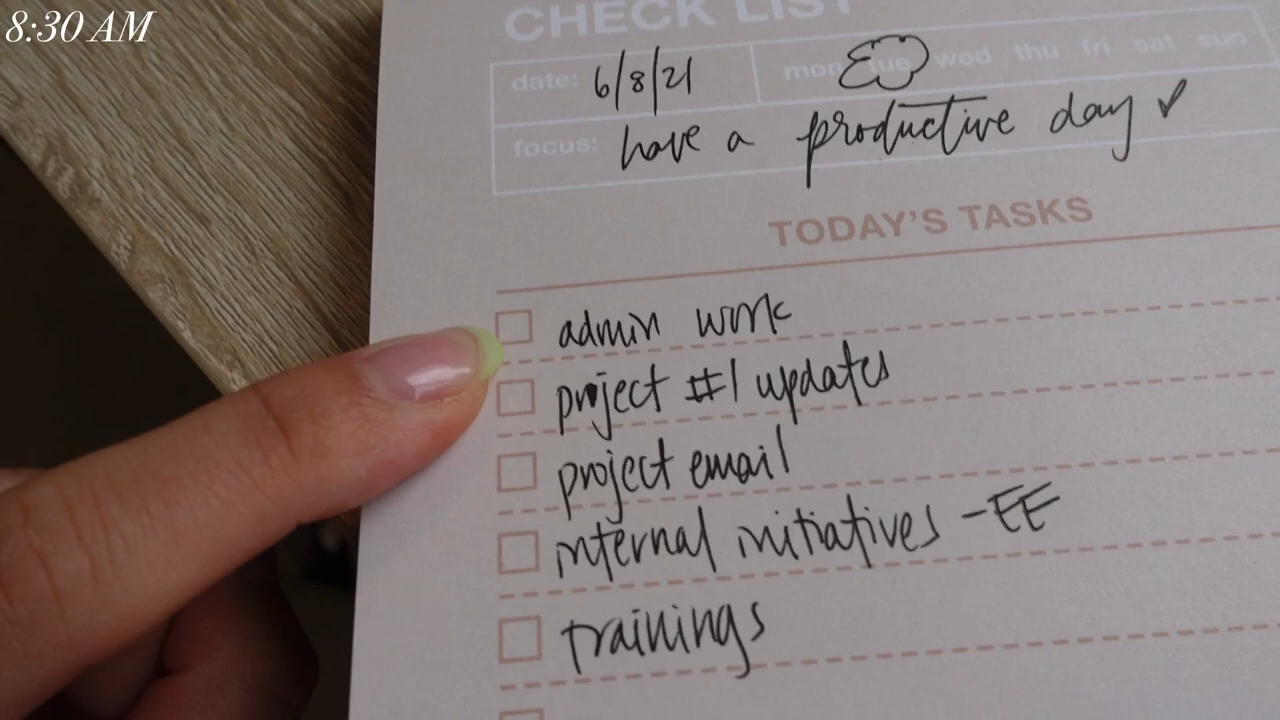 8:30 AM
CHECK LIST
date: 6/8/21 mon tue wed thu fri sat sun
focus: have a productive day
TODAY'S TASKS
admin work
project #1 updates
project email
internal initiatives - EE
trainings